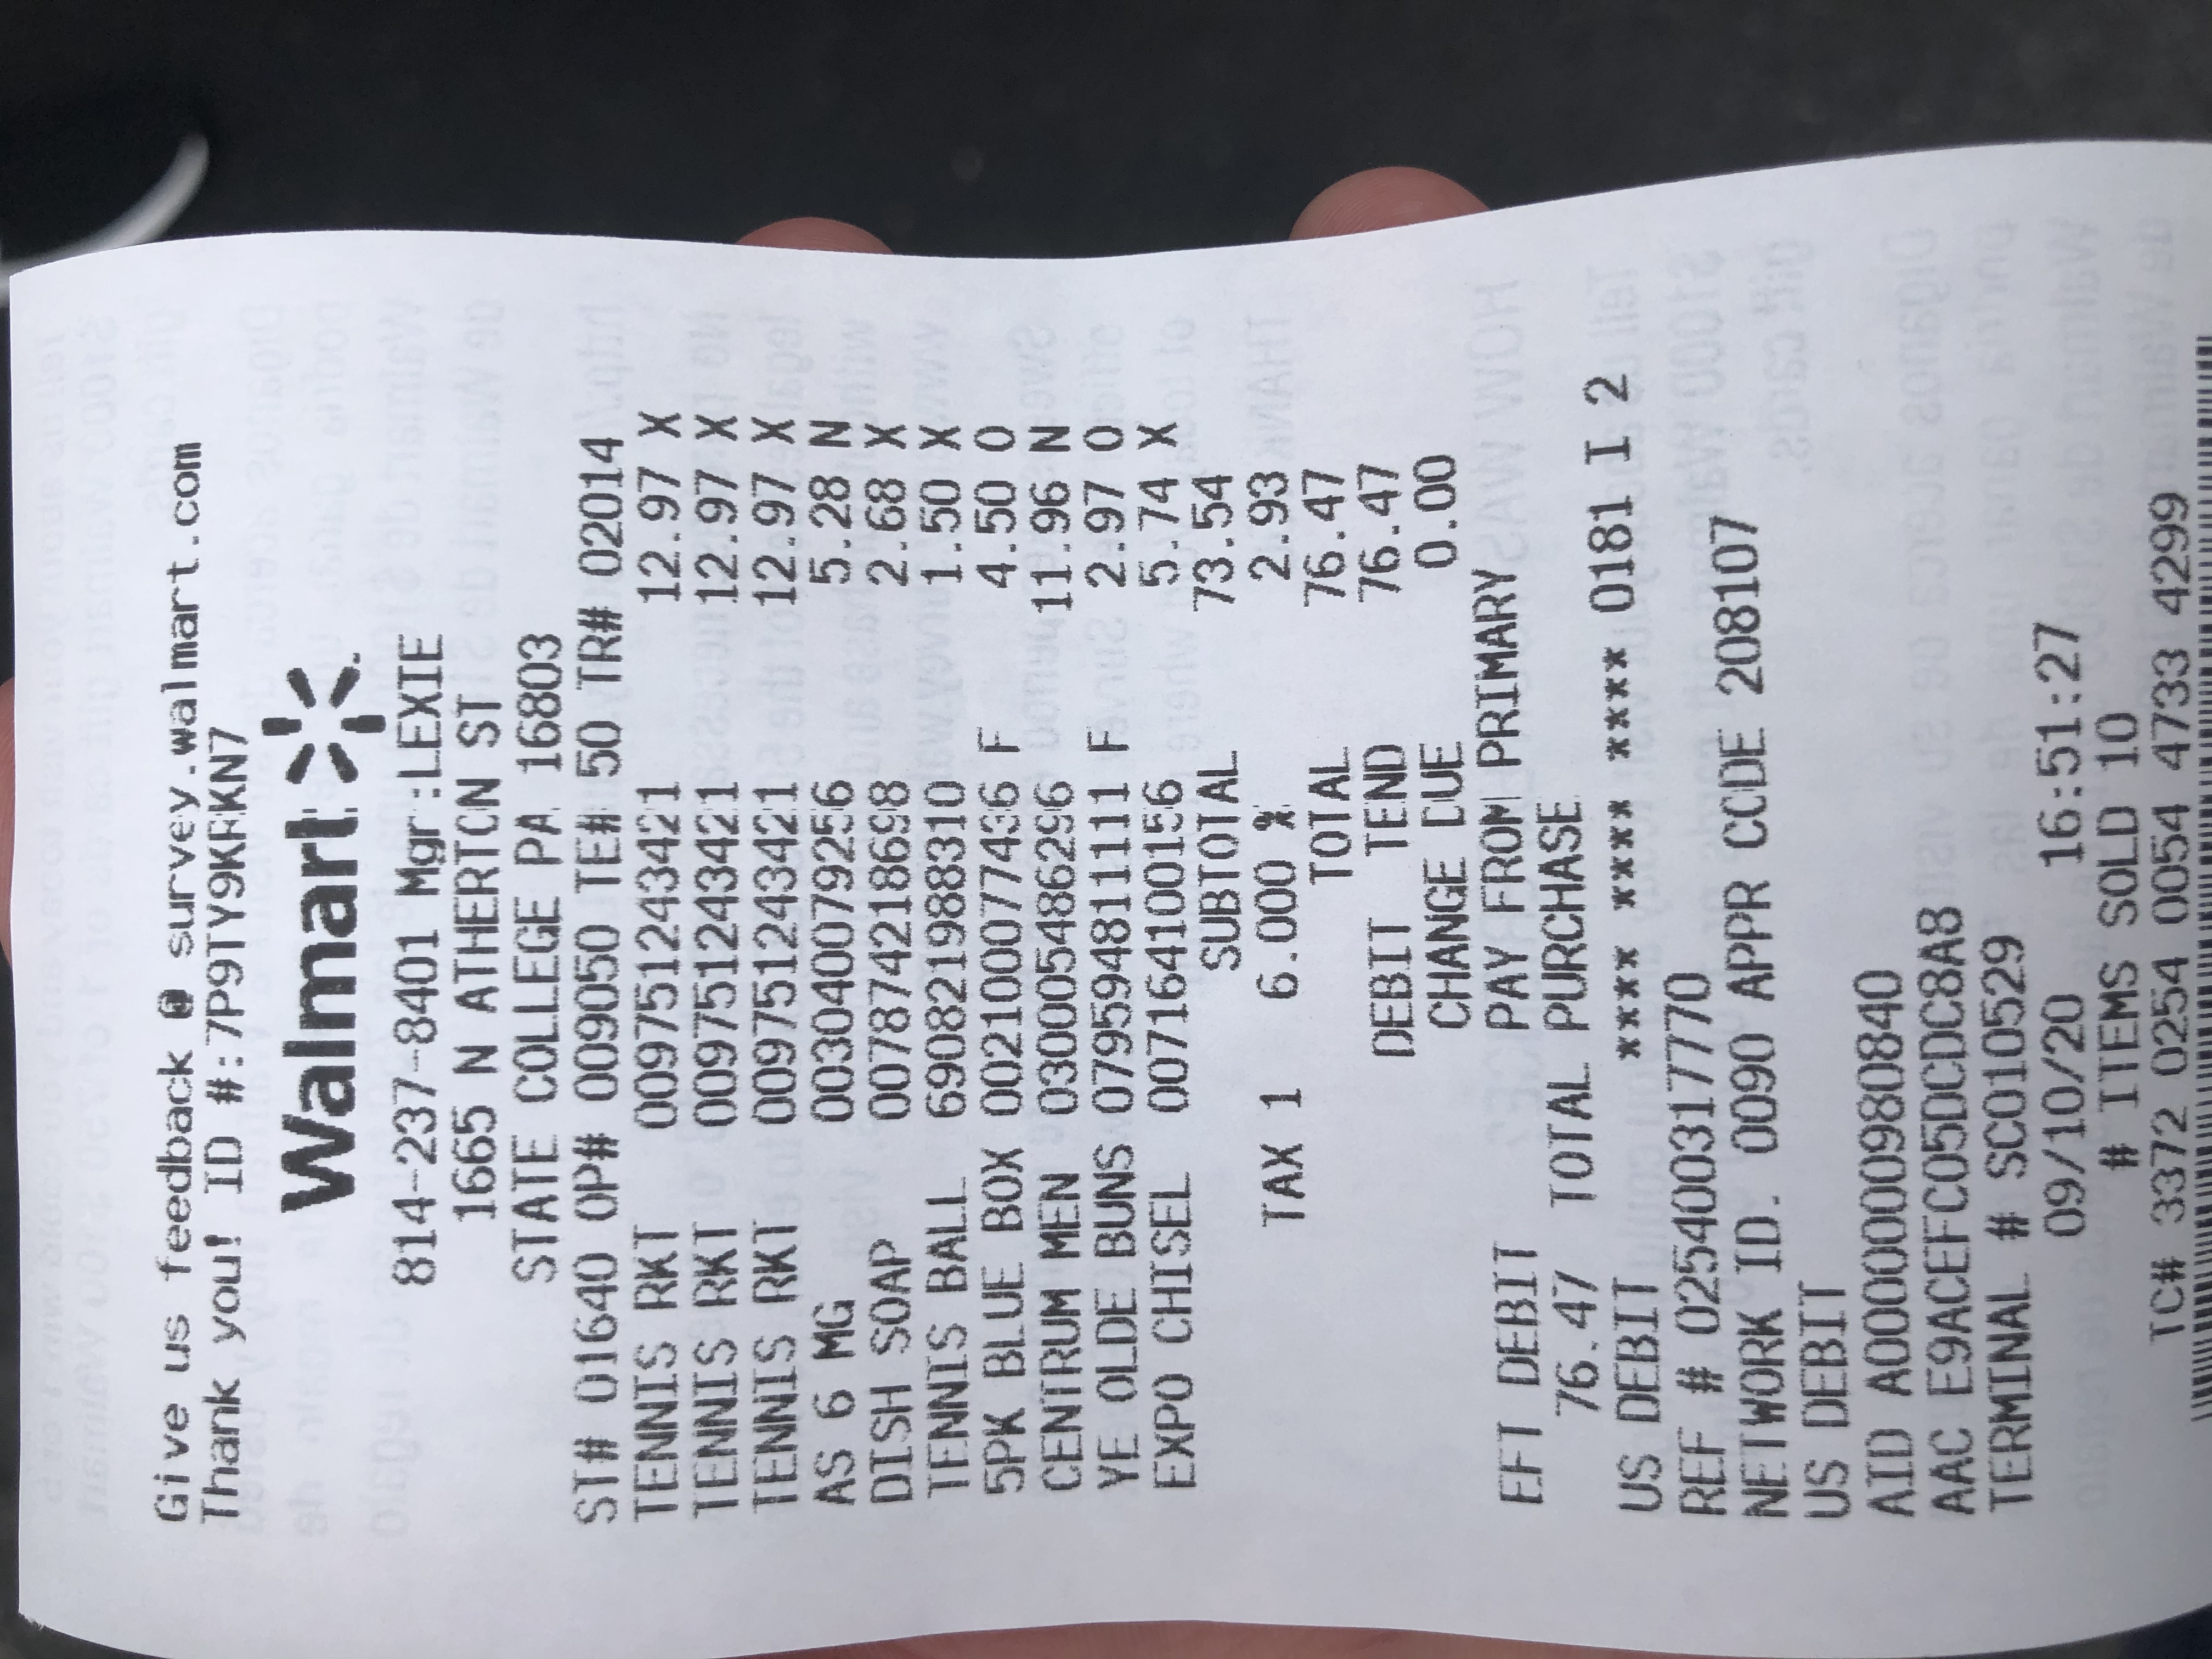 Give us feedback @ survey.walmart.com
Thank you! ID #:7P9TY9KRKN7
Walmart
814-237-8401 Mgr:LEXIE
1665 N ATHERTON ST
STATE COLLEGE PA 16803
ST# 01640 OP# 009050 TE# 50 TR# 02014
TENNIS RKT 009751243421 12.97 X
TENNIS RKT 009751243421 12.97 X
TENNIS RKT 009751243421 12.97 X
AS 6 MG 003040079256 5.28 N
DISH SOAP 007874218698 2.68 X
TENNIS BALL 690821988310 1.50 X
5PK BLUE BOX 002100077436 F 4.50 O
CENTRUM MEN 030005486296 11.96 N
YE OLDE BUNS 079594811111 F 2.97 O
EXPO CHISEL 007164100156 5.74 X
SUBTOTAL 73.54
TAX 1 6.000 % 2.93
TOTAL 76.47
DEBIT TEND 76.47
CHANGE DUE 0.00
EFT DEBIT PAY FROM PRIMARY
76.47 TOTAL PURCHASE
US DEBIT **** **** **** 0181 I 2
REF # 025400317770
NETWORK ID. 0090 APPR CODE 208107
US DEBIT
AID A0000000980840
AAC E9ACEFC05DCDC8A8
TERMINAL # SC010529
09/10/20 16:51:27
# ITEMS SOLD 10
TC# 3372 0254 0054 4733 4299